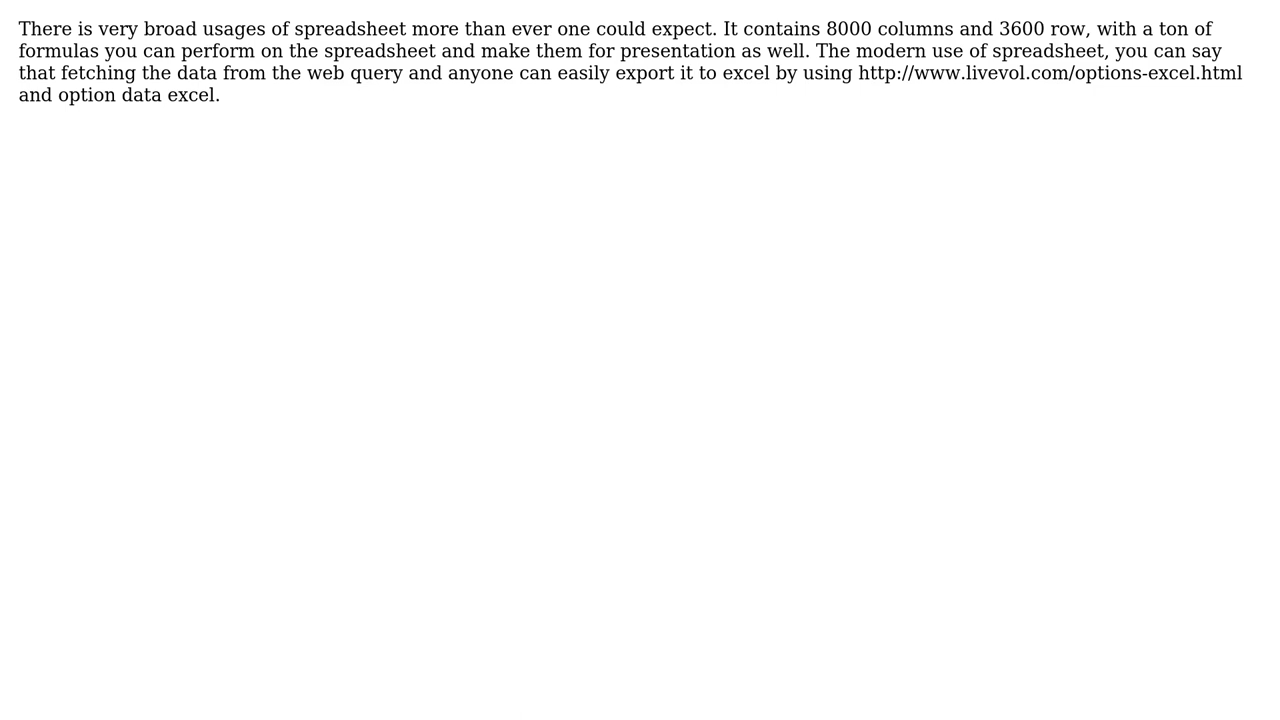 There is very broad usages of spreadsheet more than ever one could expect. It contains 8000 columns and 3600 row, with a ton of
formulas you can perform on the spreadsheet and make them for presentation as well. The modern use of spreadsheet, you can say
that fetching the data from the web query and anyone can easily export it to excel by using http://www.livevol.com/options-excel.html
and option data excel.